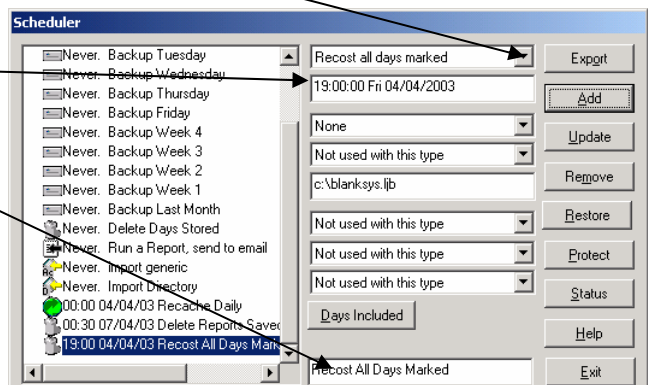 Scheduler
Never. Backup Tuesday
Never. Backup Wednesday
Never. Backup Thursday
Never. Backup Friday
Never. Backup Week 4
Never. Backup Week 3
Never. Backup Week 2
Never. Backup Week 1
Never. Backup Last Month
Never. Delete Days Stored
Never. Run a Report, send to email
Never. Import generic
Never. Import Directory
00:00 04/04/03 Recache Daily
00:30 07/04/03 Delete Reports Saved
19:00 04/04/03 Recost All Days Mark
Recost all days marked
19:00:00 Fri 04/04/2003
None
Not used with this type
c:\blanksys.ljb
Not used with this type
Not used with this type
Not used with this type
Days Included
Recost All Days Marked
Export
Add
Update
Remove
Restore
Protect
Status
Help
Exit